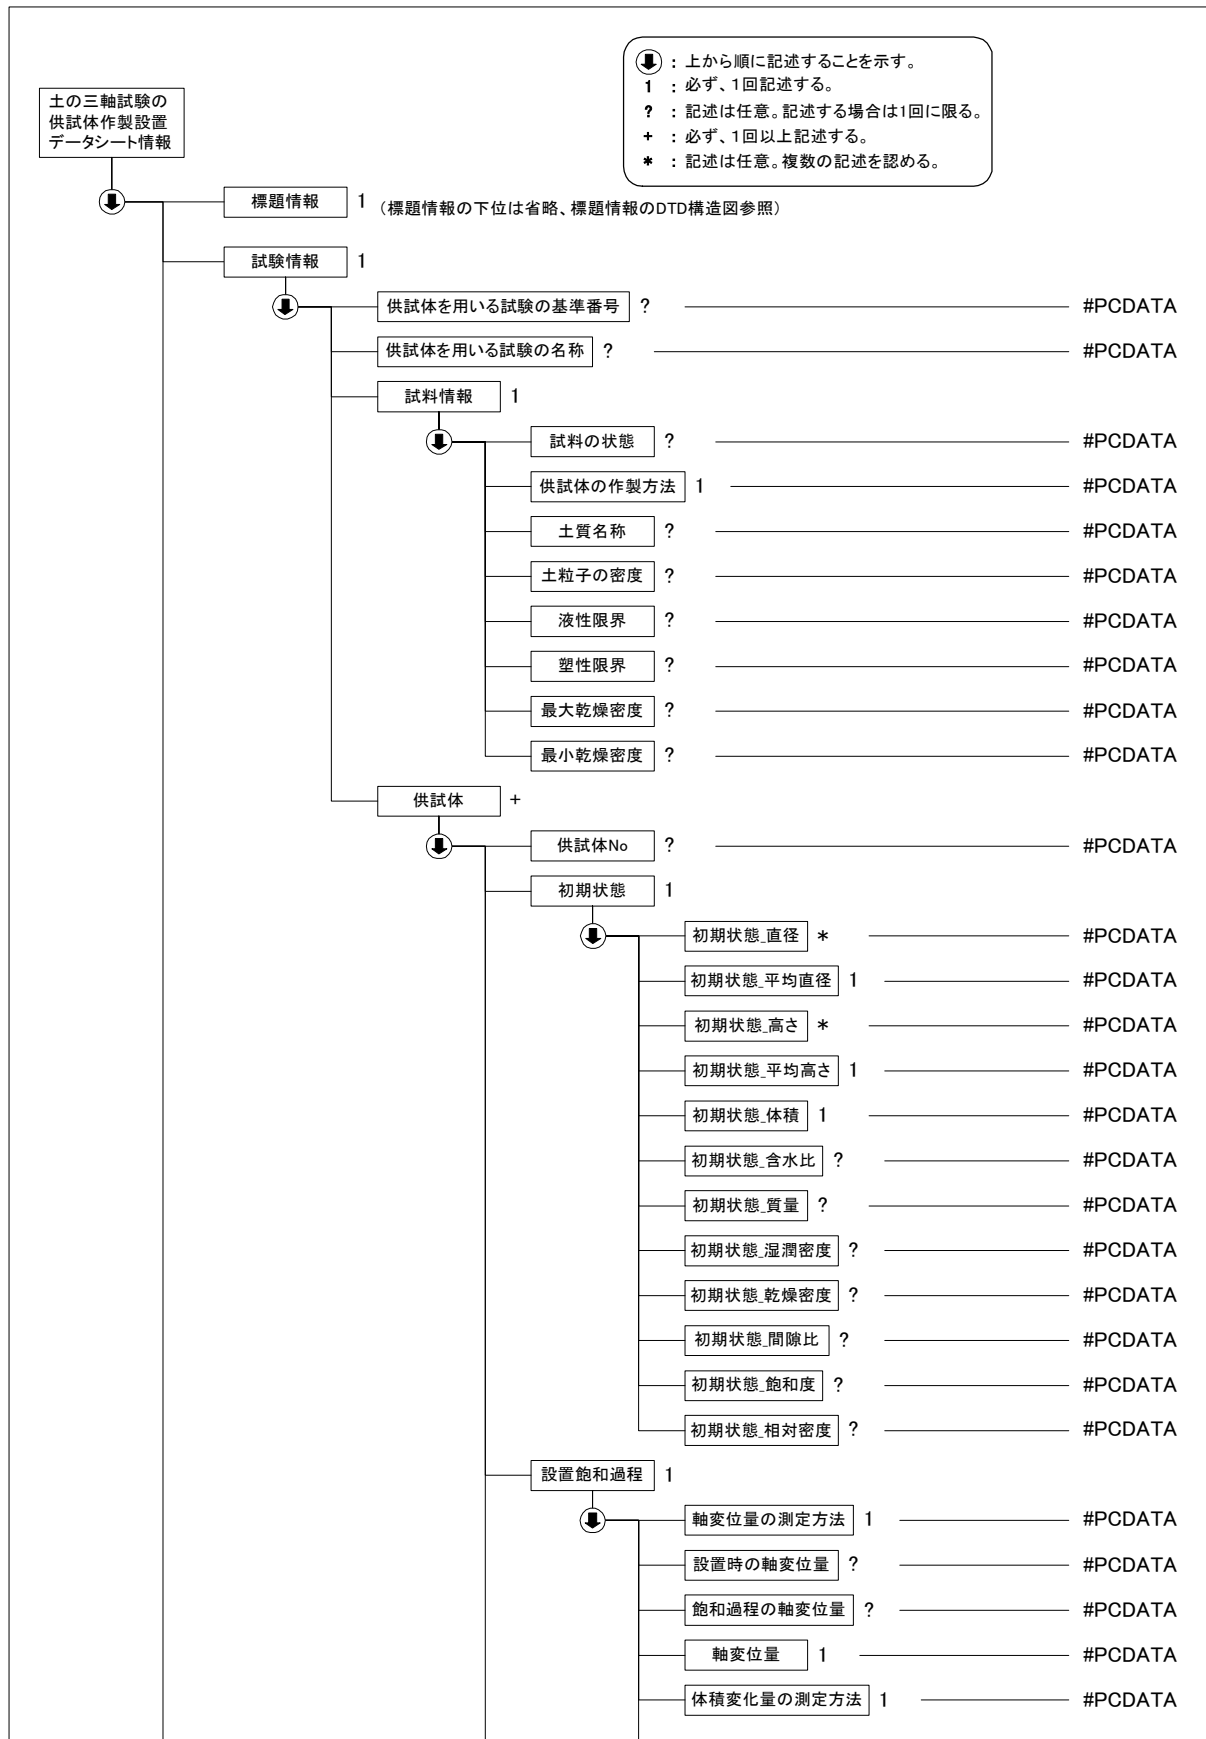 : 上から順に記述することを示す。
1 : 必ず、1回記述する。
? : 記述は任意。記述する場合は1回に限る。
+ : 必ず、1回以上記述する。
* : 記述は任意。複数の記述を認める。
土の三軸試験の
供試体作製設置
データシート情報
標題情報 1 (標題情報の下位は省略、標題情報のDTD構造図参照)
試験情報 1
供試体を用いる試験の基準番号 ? #PCDATA
供試体を用いる試験の名称 ? #PCDATA
試料情報 1
試料の状態 ? #PCDATA
供試体の作製方法 1 #PCDATA
土質名称 ? #PCDATA
土粒子の密度 ? #PCDATA
液性限界 ? #PCDATA
塑性限界 ? #PCDATA
最大乾燥密度 ? #PCDATA
最小乾燥密度 ? #PCDATA
供試体 +
供試体No ? #PCDATA
初期状態 1
初期状態_直径 * #PCDATA
初期状態_平均直径 1 #PCDATA
初期状態_高さ * #PCDATA
初期状態_平均高さ 1 #PCDATA
初期状態_体積 1 #PCDATA
初期状態_含水比 ? #PCDATA
初期状態_質量 ? #PCDATA
初期状態_湿潤密度 ? #PCDATA
初期状態_乾燥密度 ? #PCDATA
初期状態_間隙比 ? #PCDATA
初期状態_飽和度 ? #PCDATA
初期状態_相対密度 ? #PCDATA
設置飽和過程 1
軸変位量の測定方法 1 #PCDATA
設置時の軸変位量 ? #PCDATA
飽和過程の軸変位量 ? #PCDATA
軸変位量 1 #PCDATA
体積変化量の測定方法 1 #PCDATA